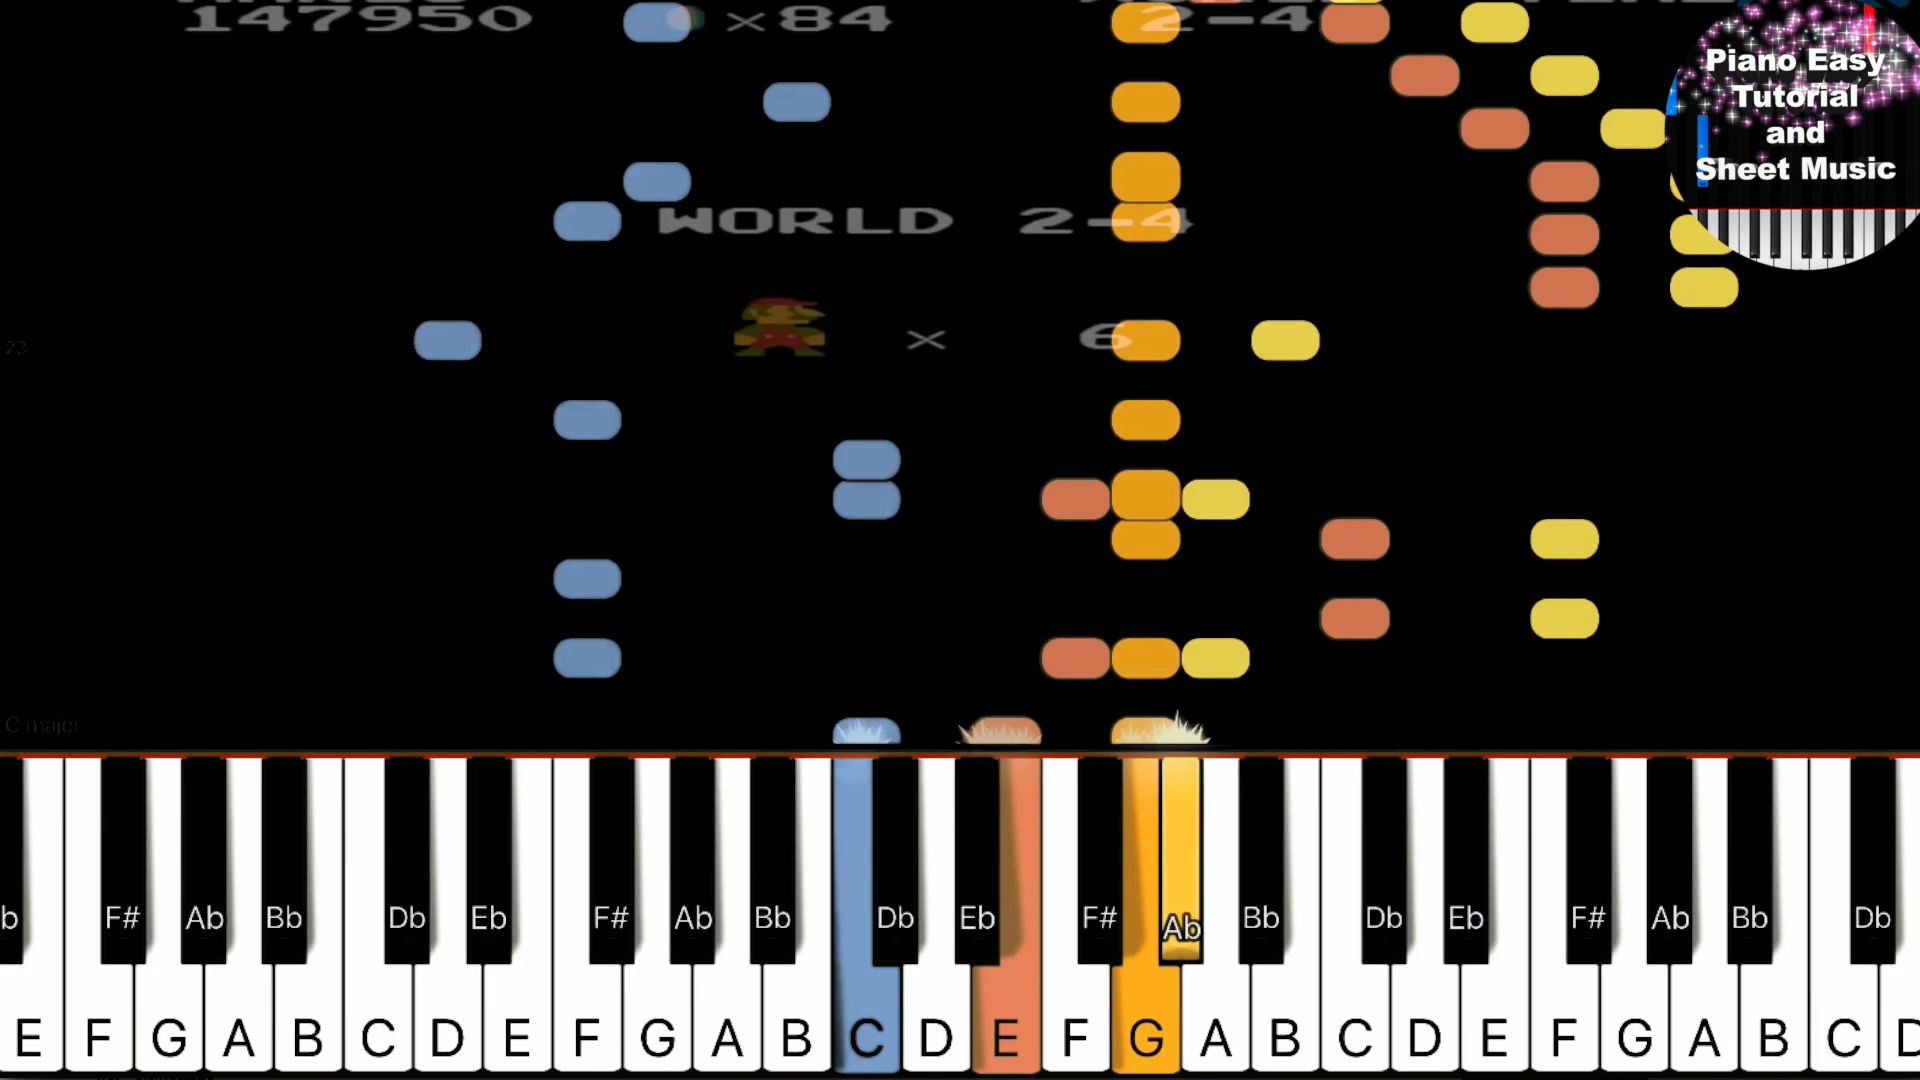 147950 ×84 2-4
Piano Easy
Tutorial
and
Sheet Music
WORLD 2-4
× 6
23
C major
F# Ab Bb Db Eb F# Ab Bb Db Eb F# Ab Bb Db Eb F# Ab Bb Db
E F G A B C D E F G A B C D E F G A B C D E F G A B C D